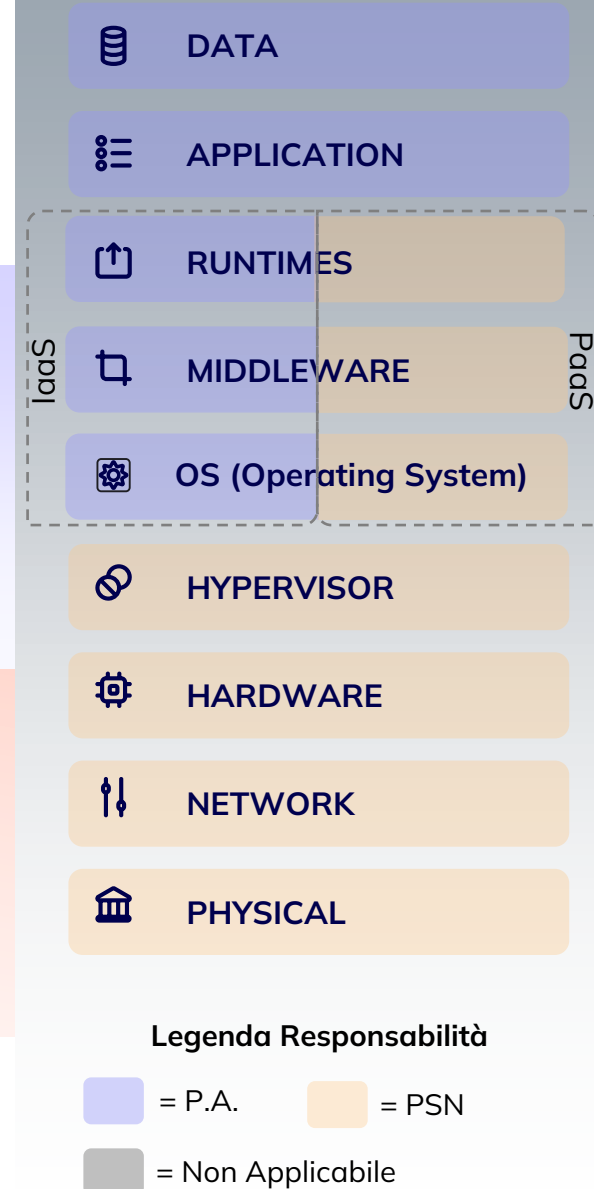 DATA
APPLICATION
RUNTIMES
IaaS
PaaS
MIDDLEWARE
OS (Operating System)
HYPERVISOR
HARDWARE
NETWORK
PHYSICAL
Legenda Responsabilità
= P.A.
= PSN
= Non Applicabile